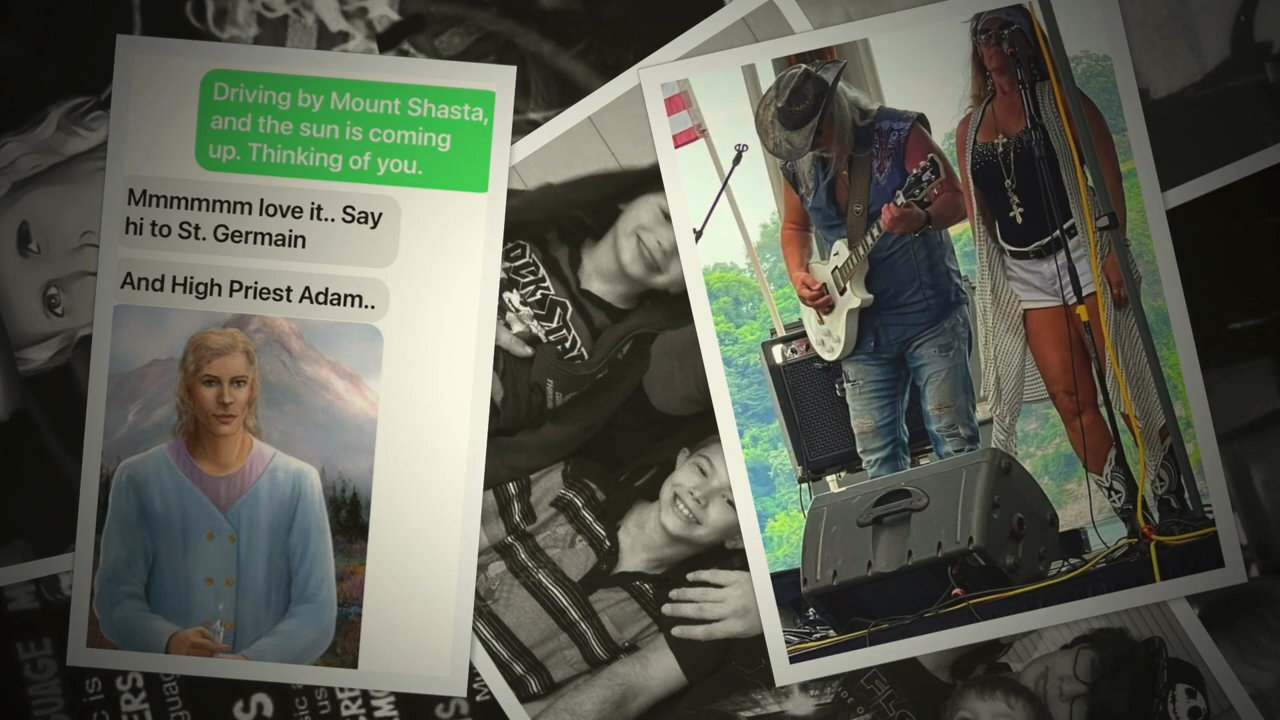 Driving by Mount Shasta,
and the sun is coming
up. Thinking of you.
Mmmmmm love it.. Say
hi to St. Germain
And High Priest Adam..